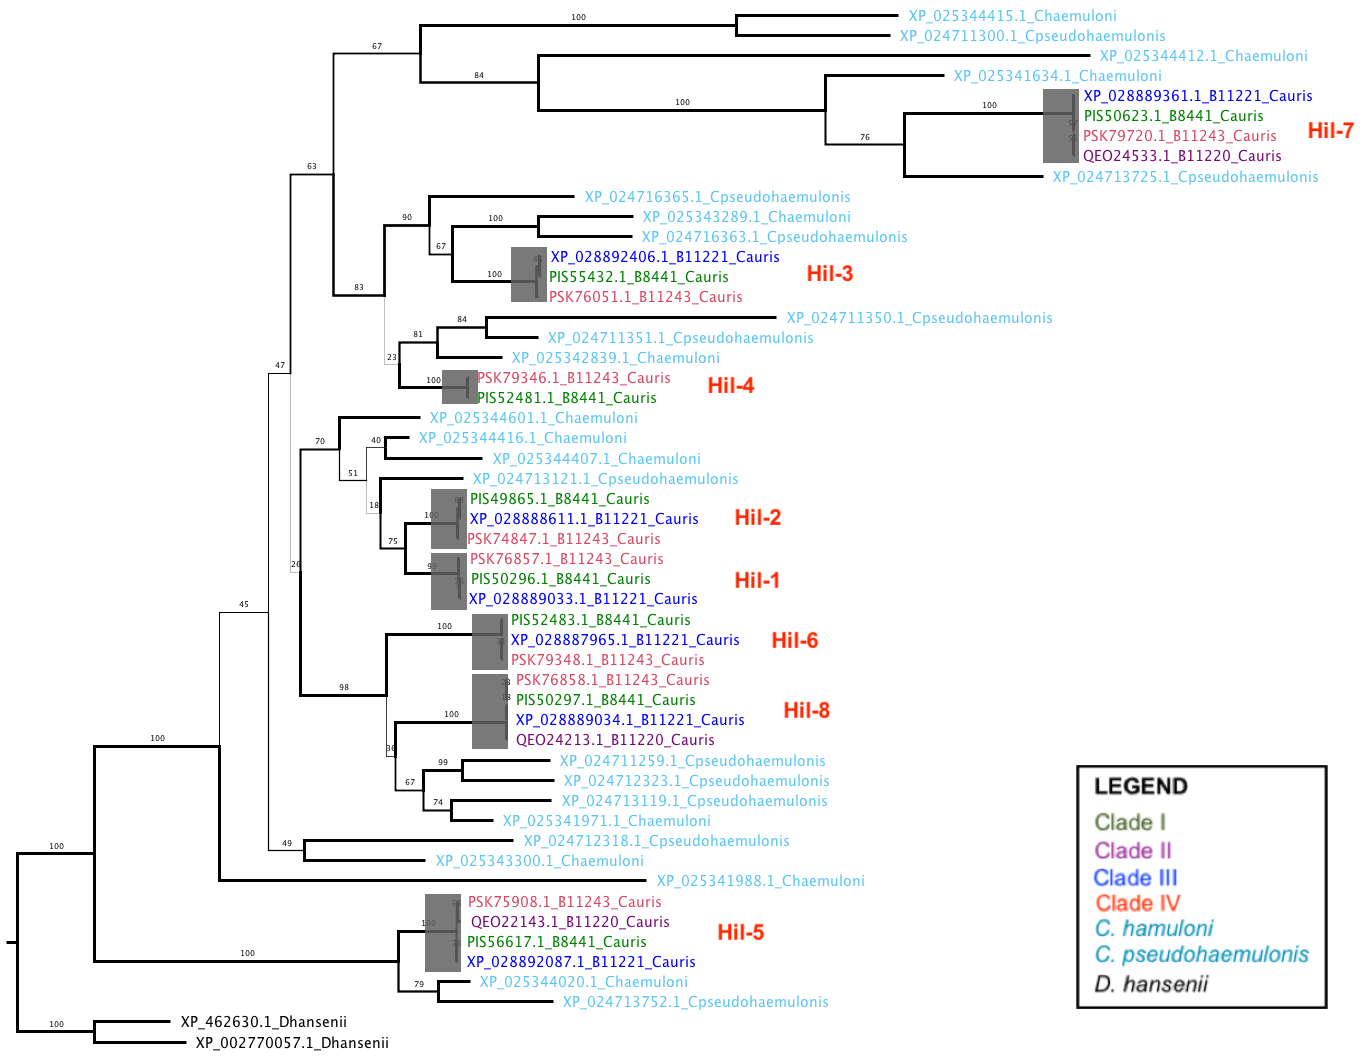 100
XP_025344415.1_Chaemuloni
XP_024711300.1_Cpseudohaemulonis
67
XP_025344412.1_Chaemuloni
84
XP_025341634.1_Chaemuloni
100
XP_028889361.1_B11221_Cauris
100
PIS50623.1_B8441_Cauris
Hil-7
PSK79720.1_B11243_Cauris
76
QEO24533.1_B11220_Cauris
63
XP_024713725.1_Cpseudohaemulonis
XP_024716365.1_Cpseudohaemulonis
90
100
XP_025343289.1_Chaemuloni
XP_024716363.1_Cpseudohaemulonis
67
XP_028892406.1_B11221_Cauris
100
PIS55432.1_B8441_Cauris
Hil-3
83
PSK76051.1_B11243_Cauris
84
XP_024711350.1_Cpseudohaemulonis
81
XP_024711351.1_Cpseudohaemulonis
23
XP_025342839.1_Chaemuloni
47
100
PSK79346.1_B11243_Cauris
Hil-4
PIS52481.1_B8441_Cauris
XP_025344601.1_Chaemuloni
70
40
XP_025344416.1_Chaemuloni
XP_025344407.1_Chaemuloni
51
XP_024713121.1_Cpseudohaemulonis
18
PIS49865.1_B8441_Cauris
100
XP_028888611.1_B11221_Cauris
Hil-2
75
PSK74847.1_B11243_Cauris
PSK76857.1_B11243_Cauris
26
PIS50296.1_B8441_Cauris
Hil-1
XP_028889033.1_B11221_Cauris
45
PIS52483.1_B8441_Cauris
100
XP_028887965.1_B11221_Cauris
Hil-6
PSK79348.1_B11243_Cauris
98
PSK76858.1_B11243_Cauris
PIS50297.1_B8441_Cauris
Hil-8
100
XP_028889034.1_B11221_Cauris
QEO24213.1_B11220_Cauris
100
36
99
XP_024711259.1_Cpseudohaemulonis
67
XP_024712323.1_Cpseudohaemulonis
74
XP_024713119.1_Cpseudohaemulonis
XP_025341971.1_Chaemuloni
49
XP_024712318.1_Cpseudohaemulonis
100
XP_025343300.1_Chaemuloni
XP_025341988.1_Chaemuloni
PSK75908.1_B11243_Cauris
100
QEO22143.1_B11220_Cauris
Hil-5
PIS56617.1_B8441_Cauris
100
XP_028892087.1_B11221_Cauris
79
XP_025344020.1_Chaemuloni
XP_024713752.1_Cpseudohaemulonis
100
XP_462630.1_Dhansenii
XP_002770057.1_Dhansenii
LEGEND
Clade I
Clade II
Clade III
Clade IV
C. hamuloni
C. pseudohaemulonis
D. hansenii